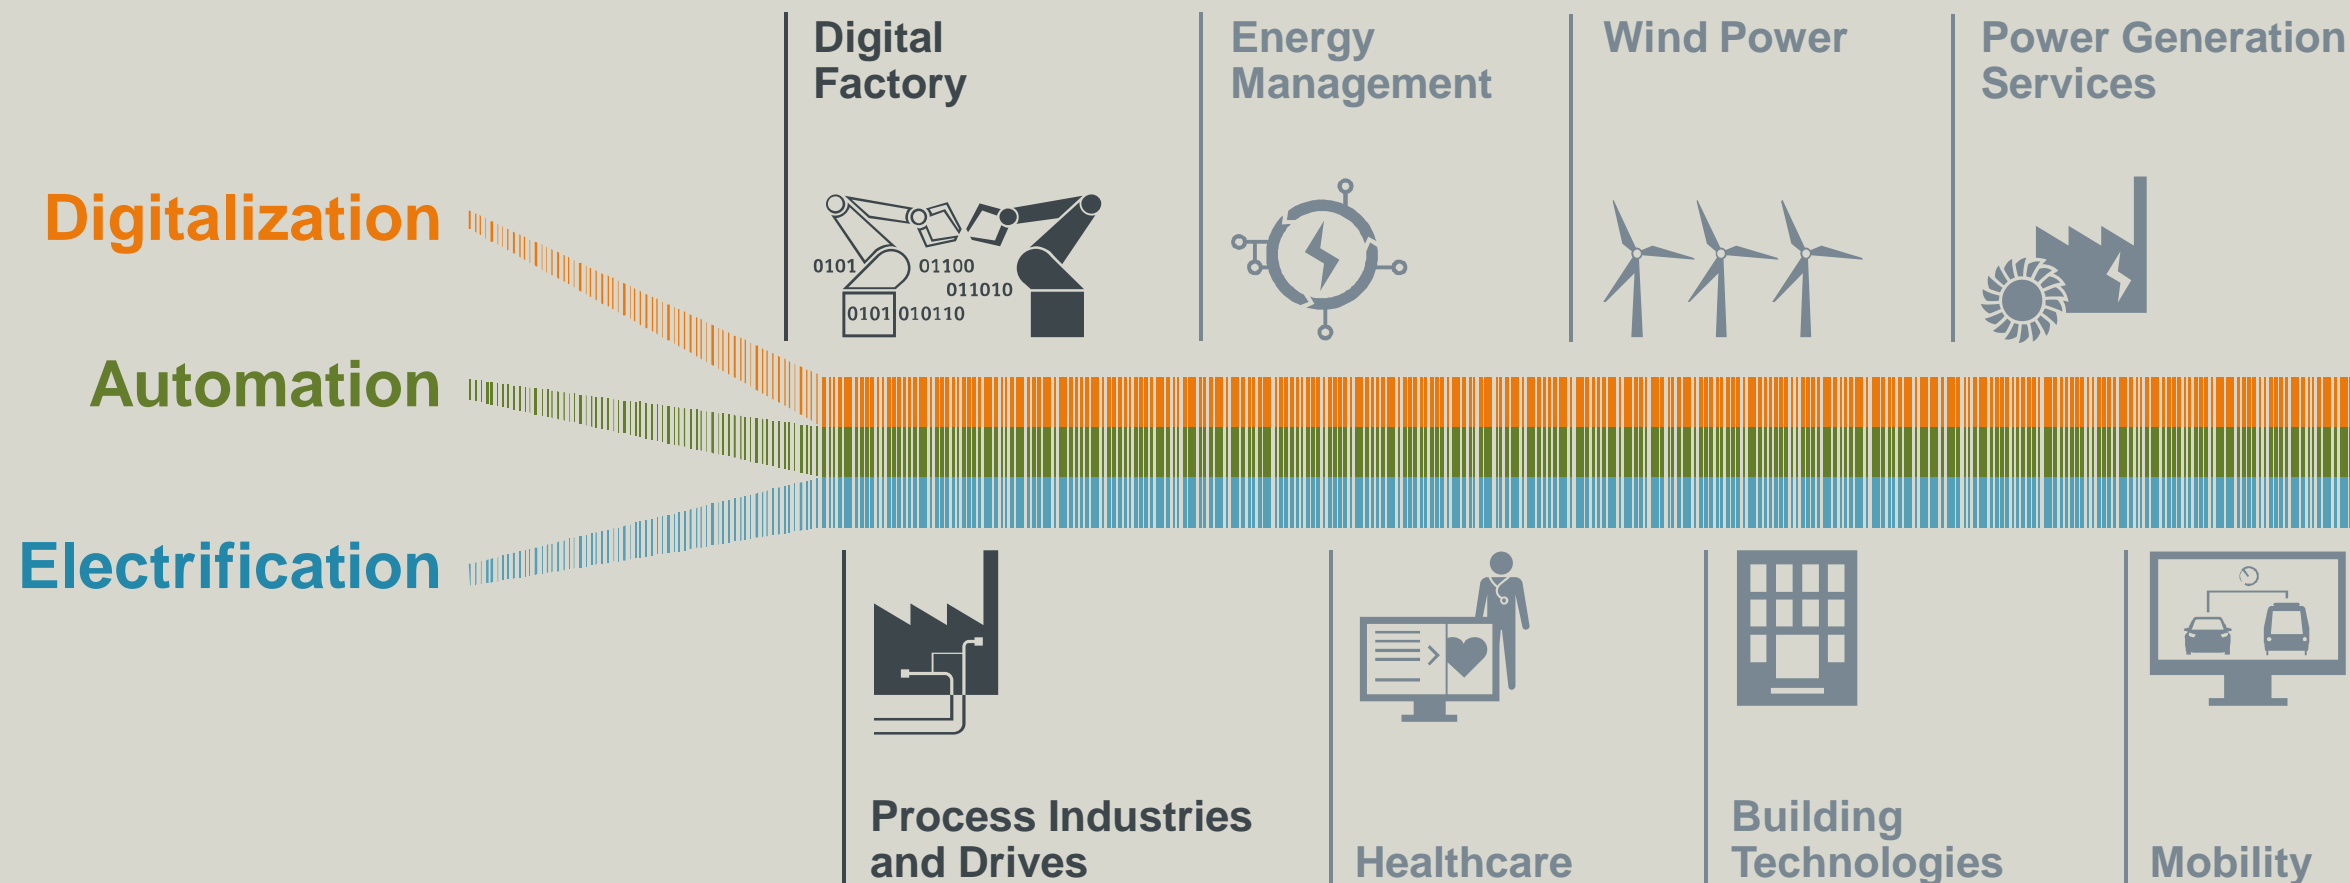 Digital
Factory
Energy
Management
Wind Power
Power Generation
Services
Digitalization
0101
01100
011010
0101
010110
Automation
Electrification
Process Industries
and Drives
Healthcare
Building
Technologies
Mobility